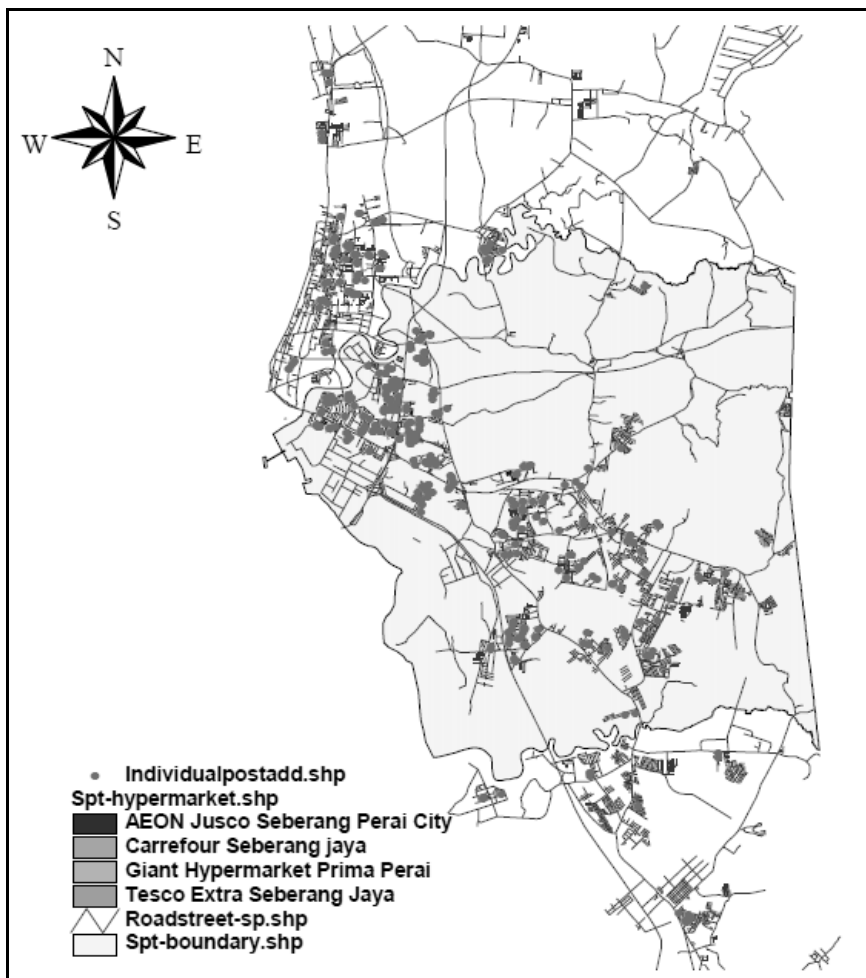 N
W E
S
Individualpostadd.shp
Spt-hypermarket.shp
AEON Jusco Seberang Perai City
Carrefour Seberang jaya
Giant Hypermarket Prima Perai
Tesco Extra Seberang Jaya
Roadstreet-sp.shp
Spt-boundary.shp